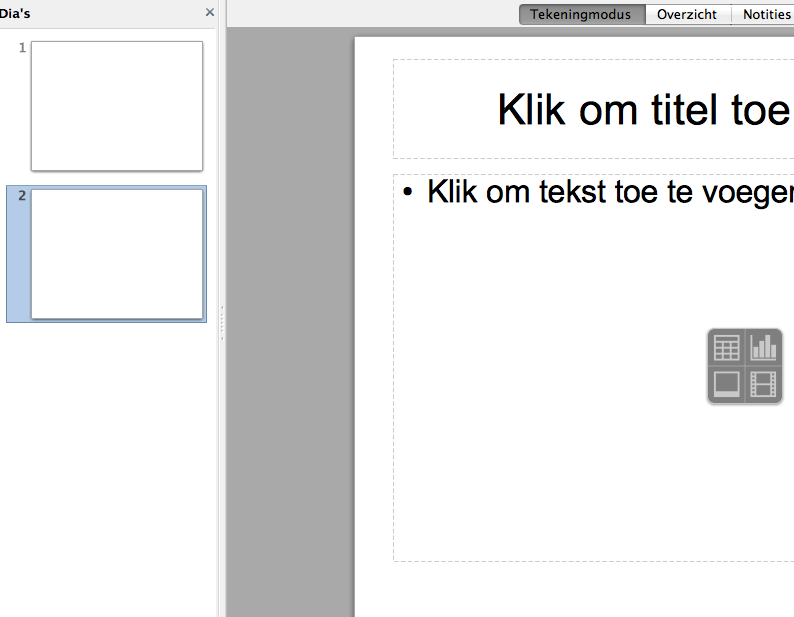 Dia's
Tekeningmodus Overzicht Notities
1
2
Klik om titel toe
• Klik om tekst toe te voegen